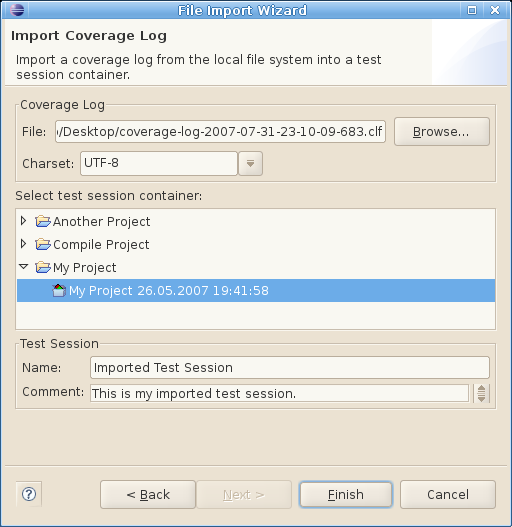 File Import Wizard
Import Coverage Log
Import a coverage log from the local file system into a test
session container.
Coverage Log
File: /Desktop/coverage-log-2007-07-31-23-10-09-683.clf Browse...
Charset: UTF-8
Select test session container:
Another Project
Compile Project
My Project
My Project 26.05.2007 19:41:58
Test Session
Name: Imported Test Session
Comment: This is my imported test session.
? < Back Next > Finish Cancel